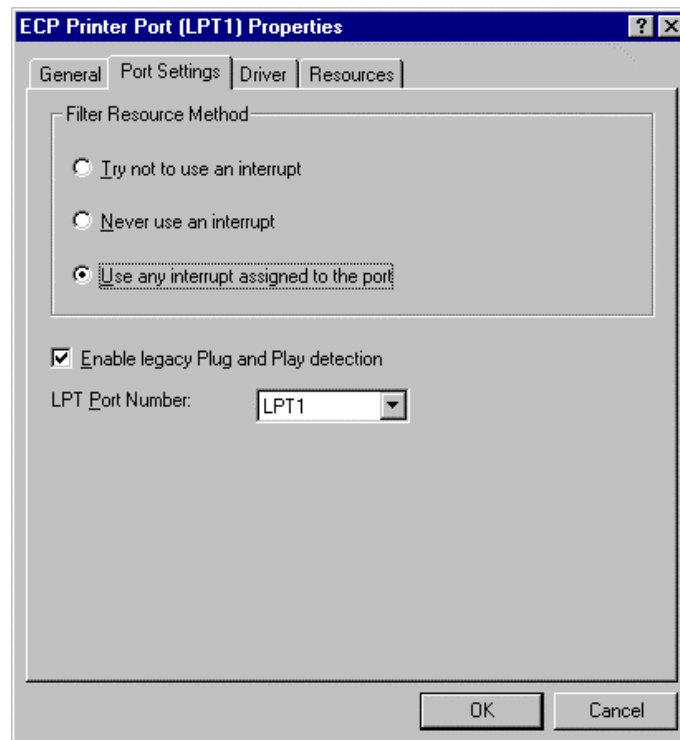 ECP Printer Port (LPT1) Properties
General Port Settings Driver Resources
Filter Resource Method
Try not to use an interrupt
Never use an interrupt
Use any interrupt assigned to the port
Enable legacy Plug and Play detection
LPT Port Number: LPT1
OK Cancel